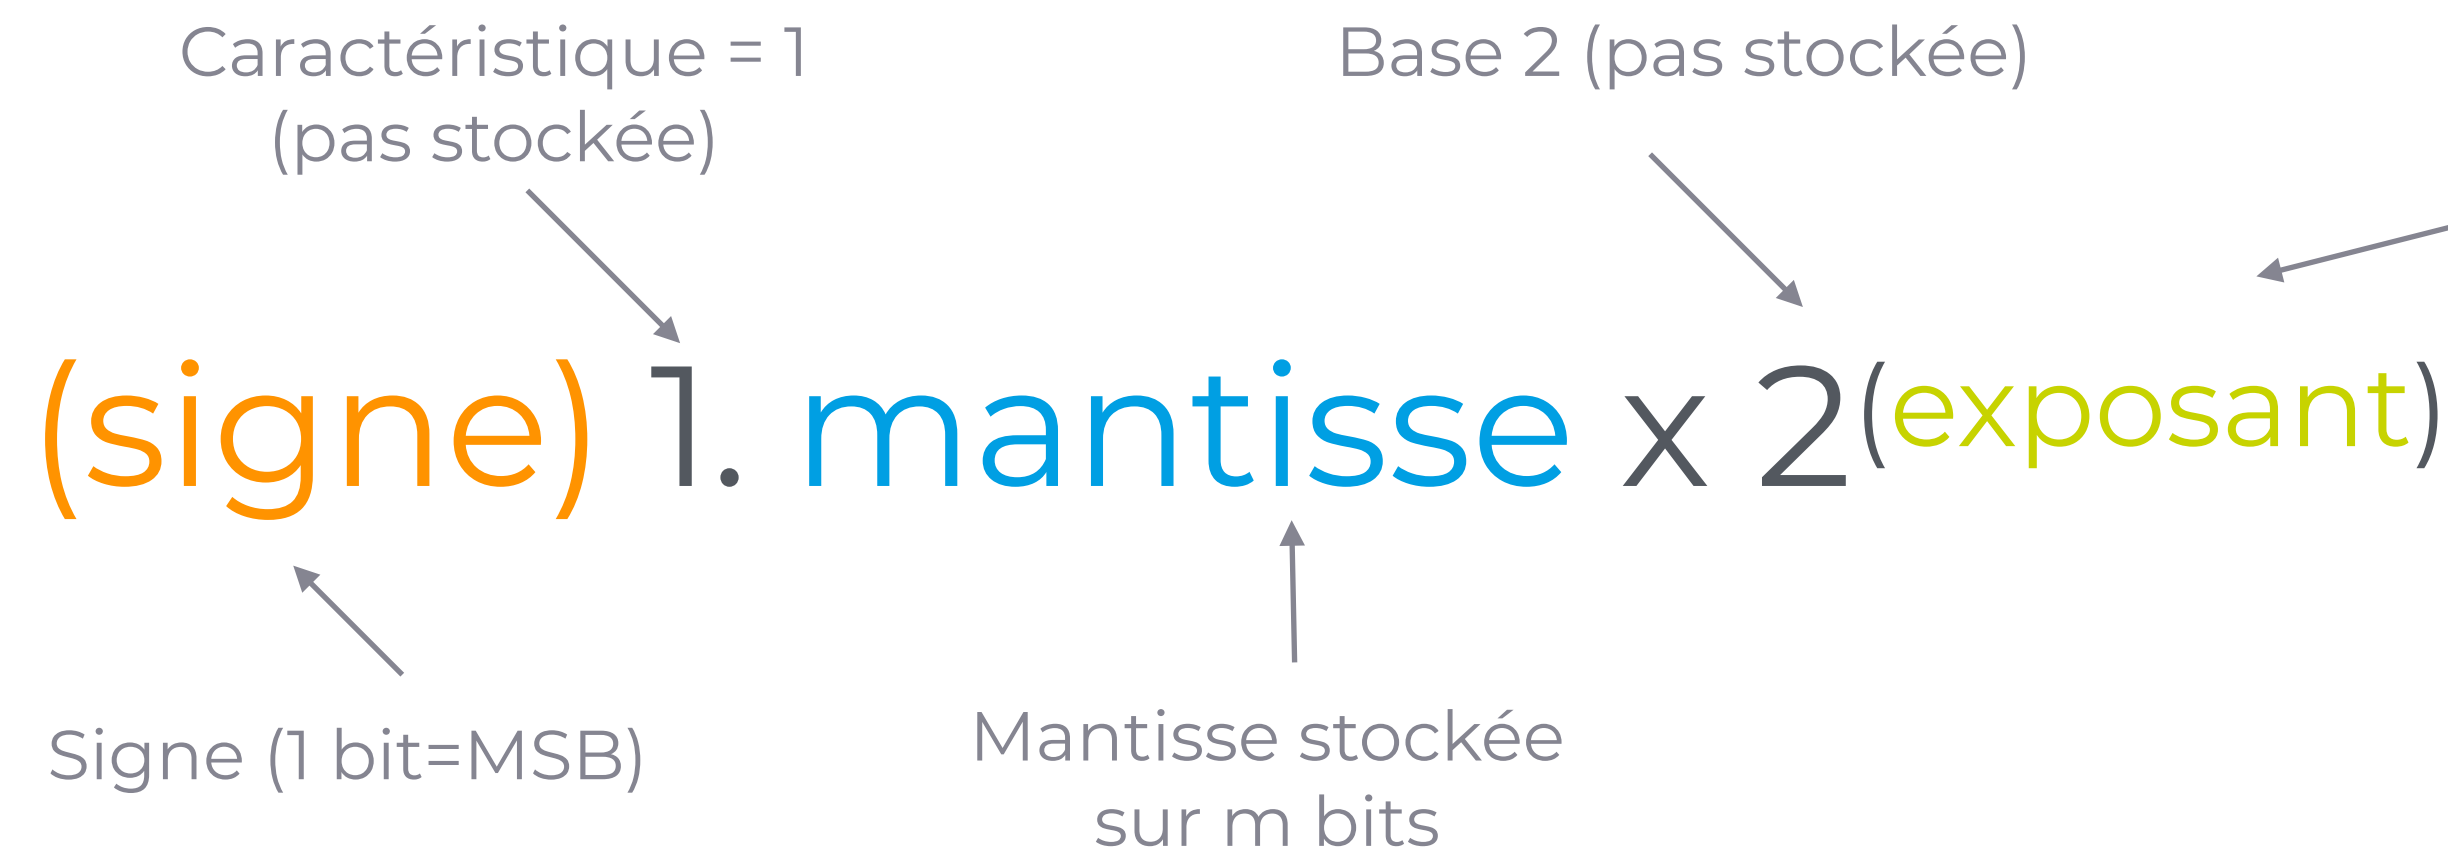 Caractéristique = 1
(pas stockée)
Base 2 (pas stockée)
(signe) 1. mantisse x 2(exposant)
Signe (1 bit=MSB)
Mantisse stockée
sur m bits